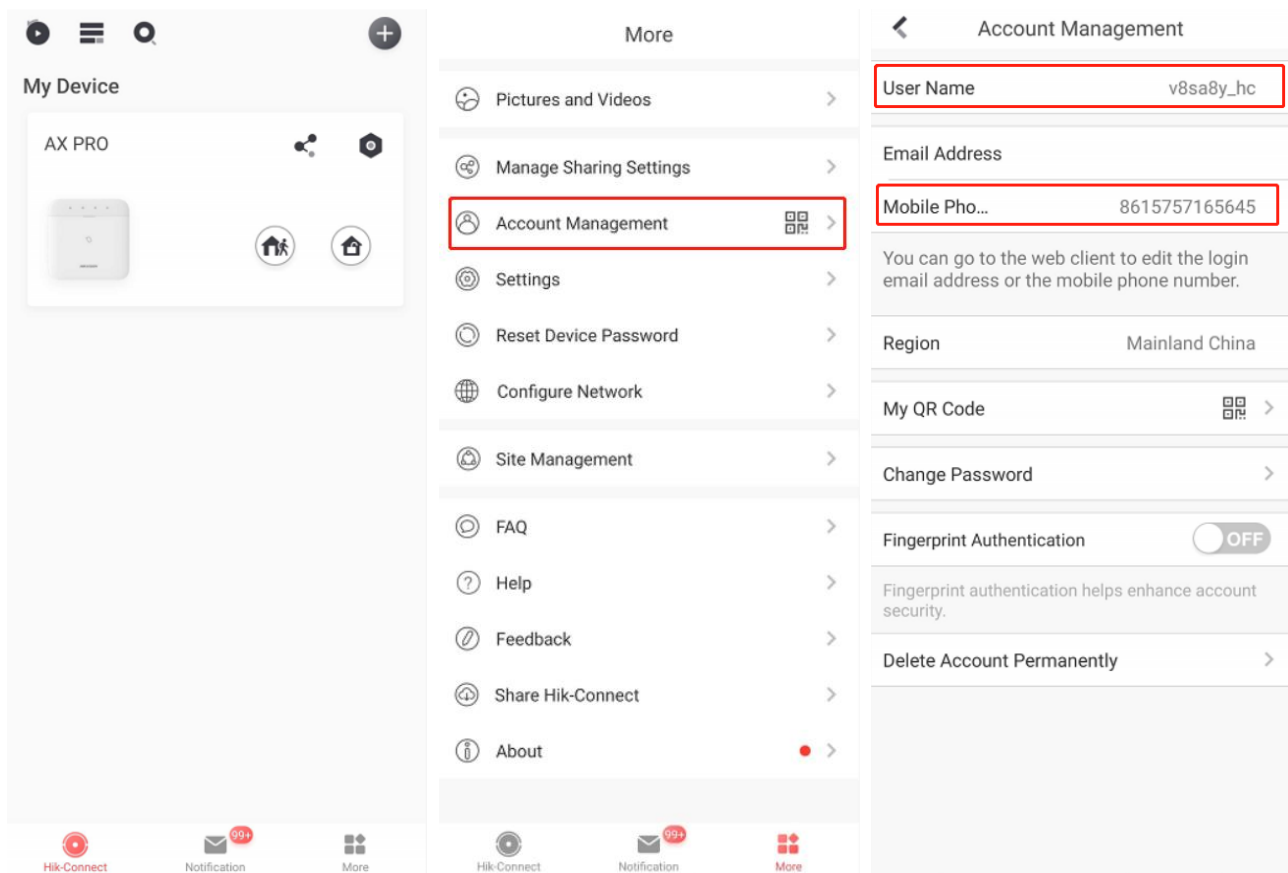 My Device
AX PRO
Hik-Connect
99+
Notification
More
More
Pictures and Videos
Manage Sharing Settings
Account Management
Settings
Reset Device Password
Configure Network
Site Management
FAQ
Help
Feedback
Share Hik-Connect
About
Hik-Connect
99+
Notification
More
Account Management
User Name v8sa8y_hc
Email Address
Mobile Pho... 8615757165645
You can go to the web client to edit the login
email address or the mobile phone number.
Region Mainland China
My QR Code
Change Password
Fingerprint Authentication OFF
Fingerprint authentication helps enhance account
security.
Delete Account Permanently